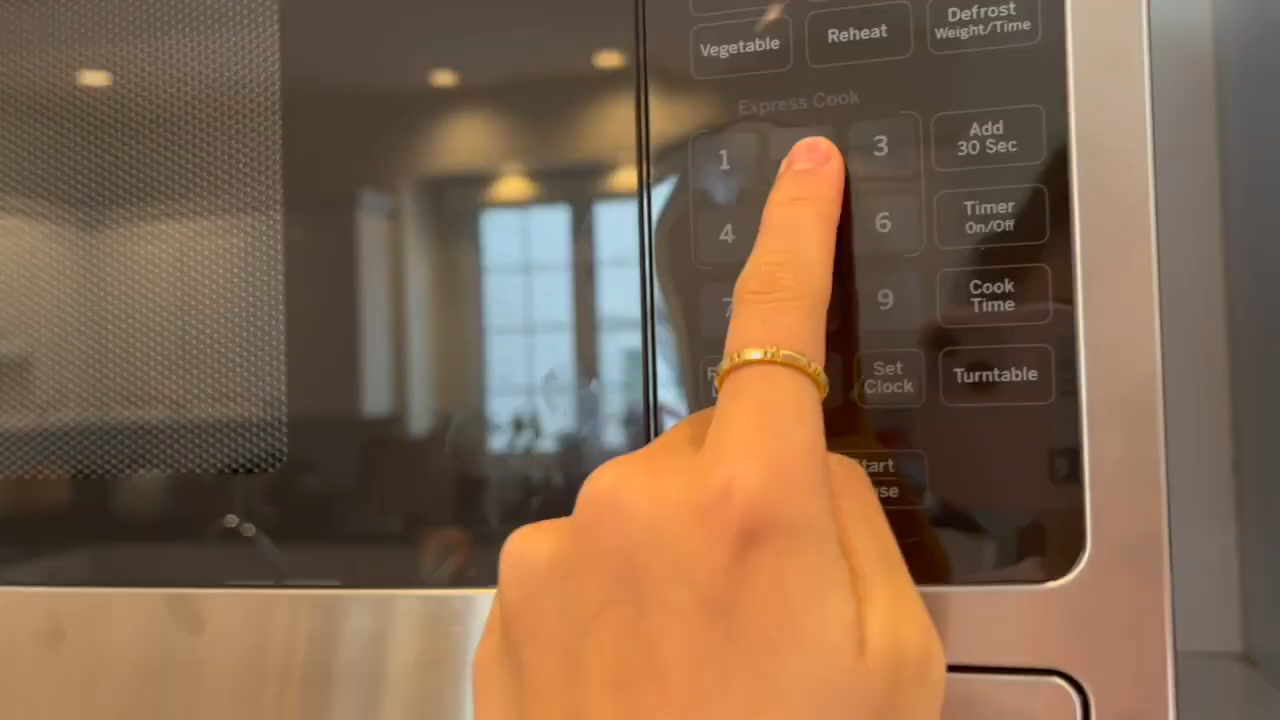 Vegetable
Reheat
Defrost
Weight/Time
Express Cook
1
3
Add
30 Sec
4
6
Timer
On/Off
7
9
Cook
Time
Set
Clock
Turntable